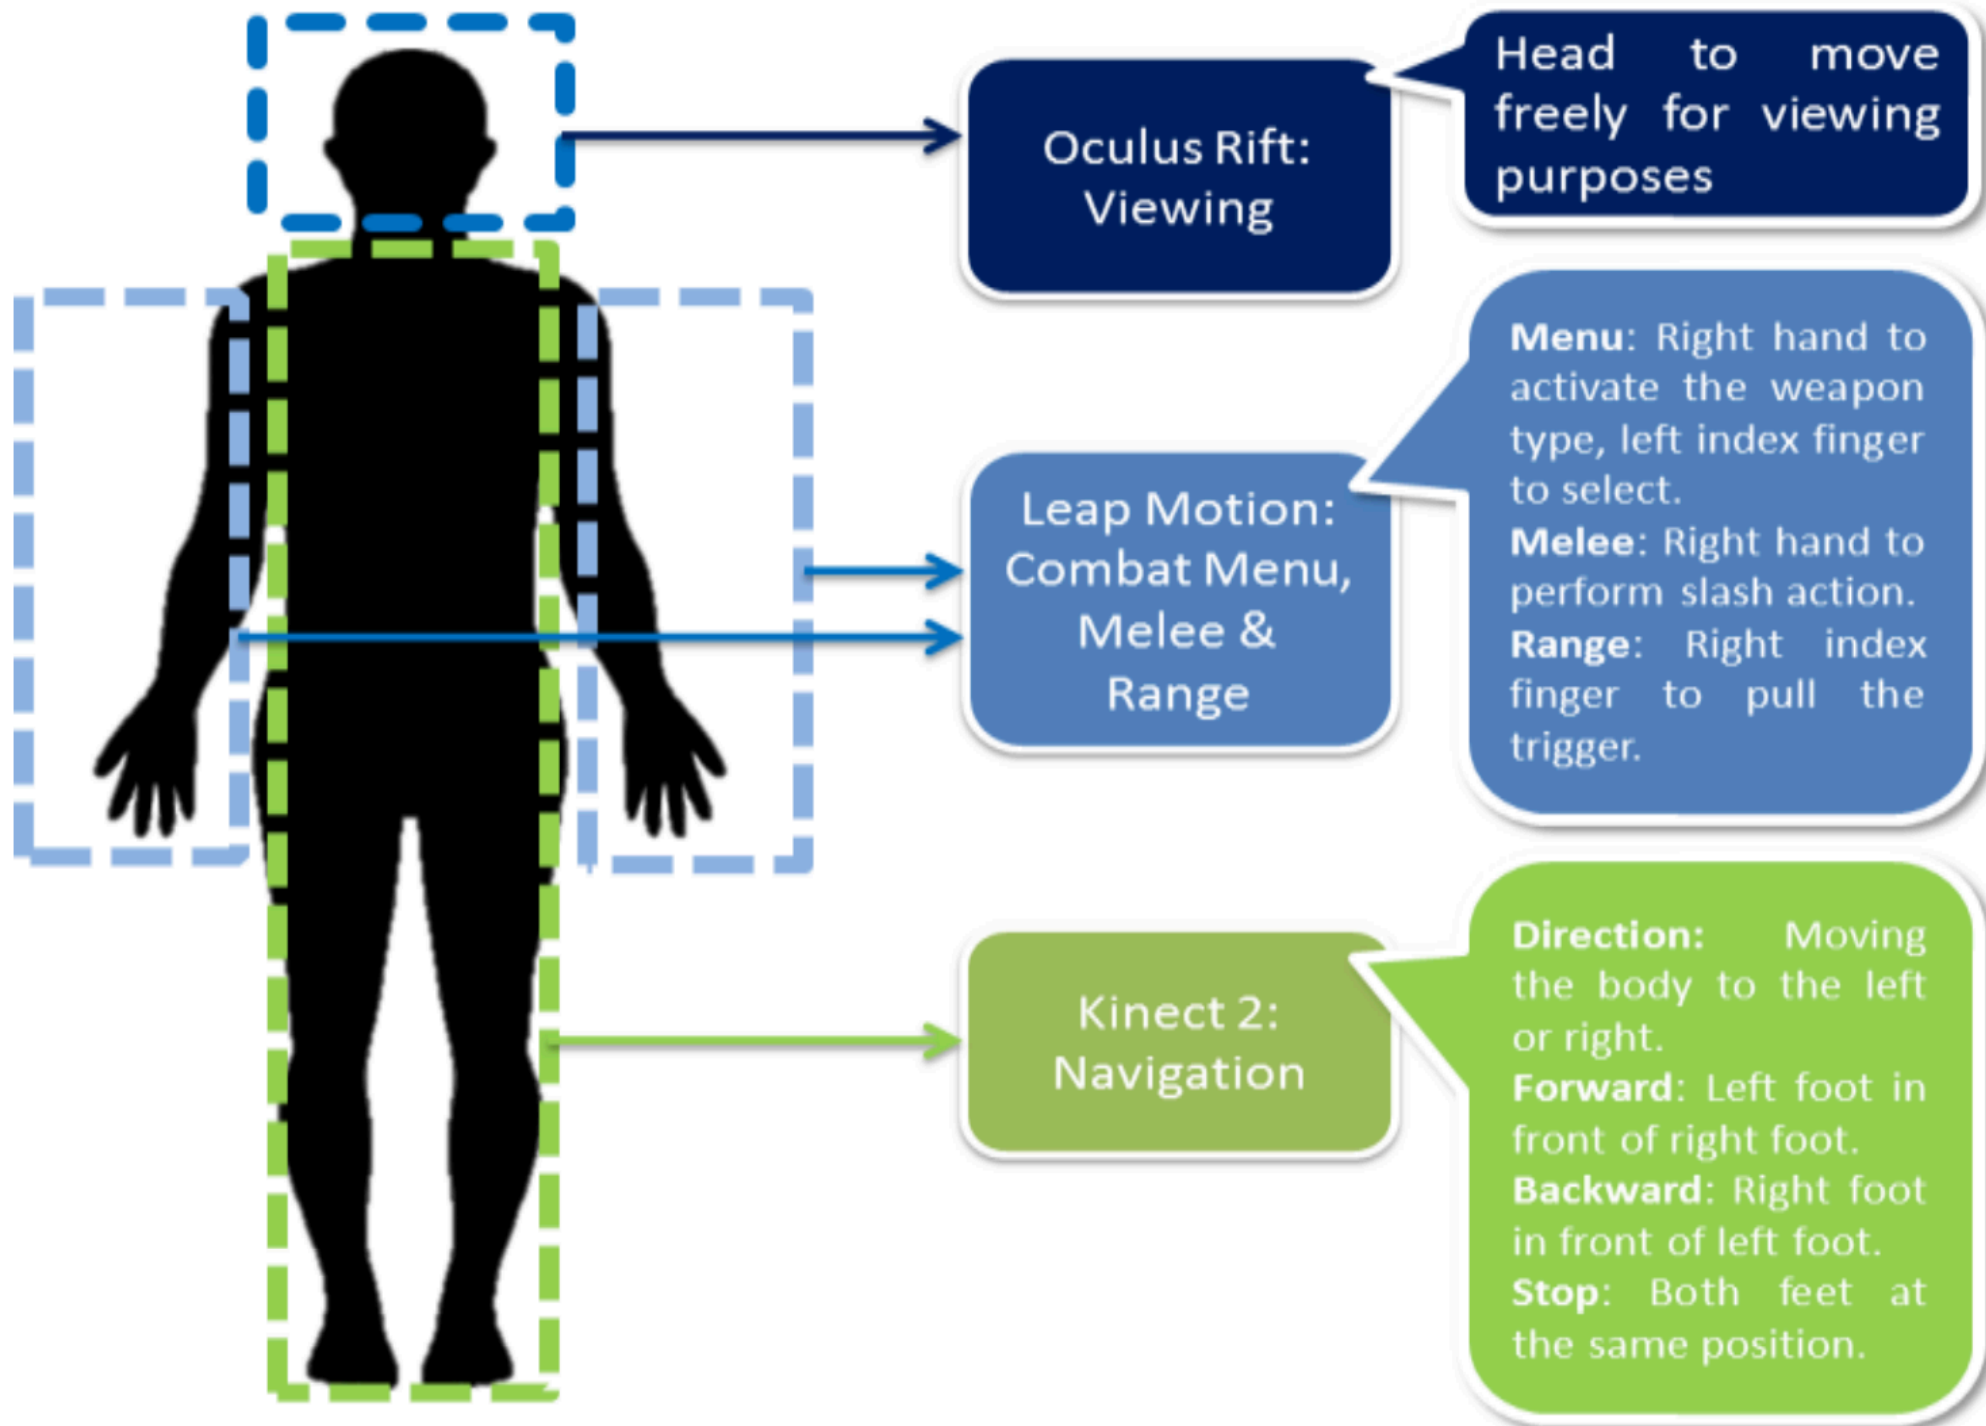 Oculus Rift:
Viewing
Head to move
freely for viewing
purposes
Leap Motion:
Combat Menu,
Melee &
Range
Menu: Right hand to
activate the weapon
type, left index finger
to select.
Melee: Right hand to
perform slash action.
Range: Right index
finger to pull the
trigger.
Kinect 2:
Navigation
Direction: Moving
the body to the left
or right.
Forward: Left foot in
front of right foot.
Backward: Right foot
in front of left foot.
Stop: Both feet at
the same position.